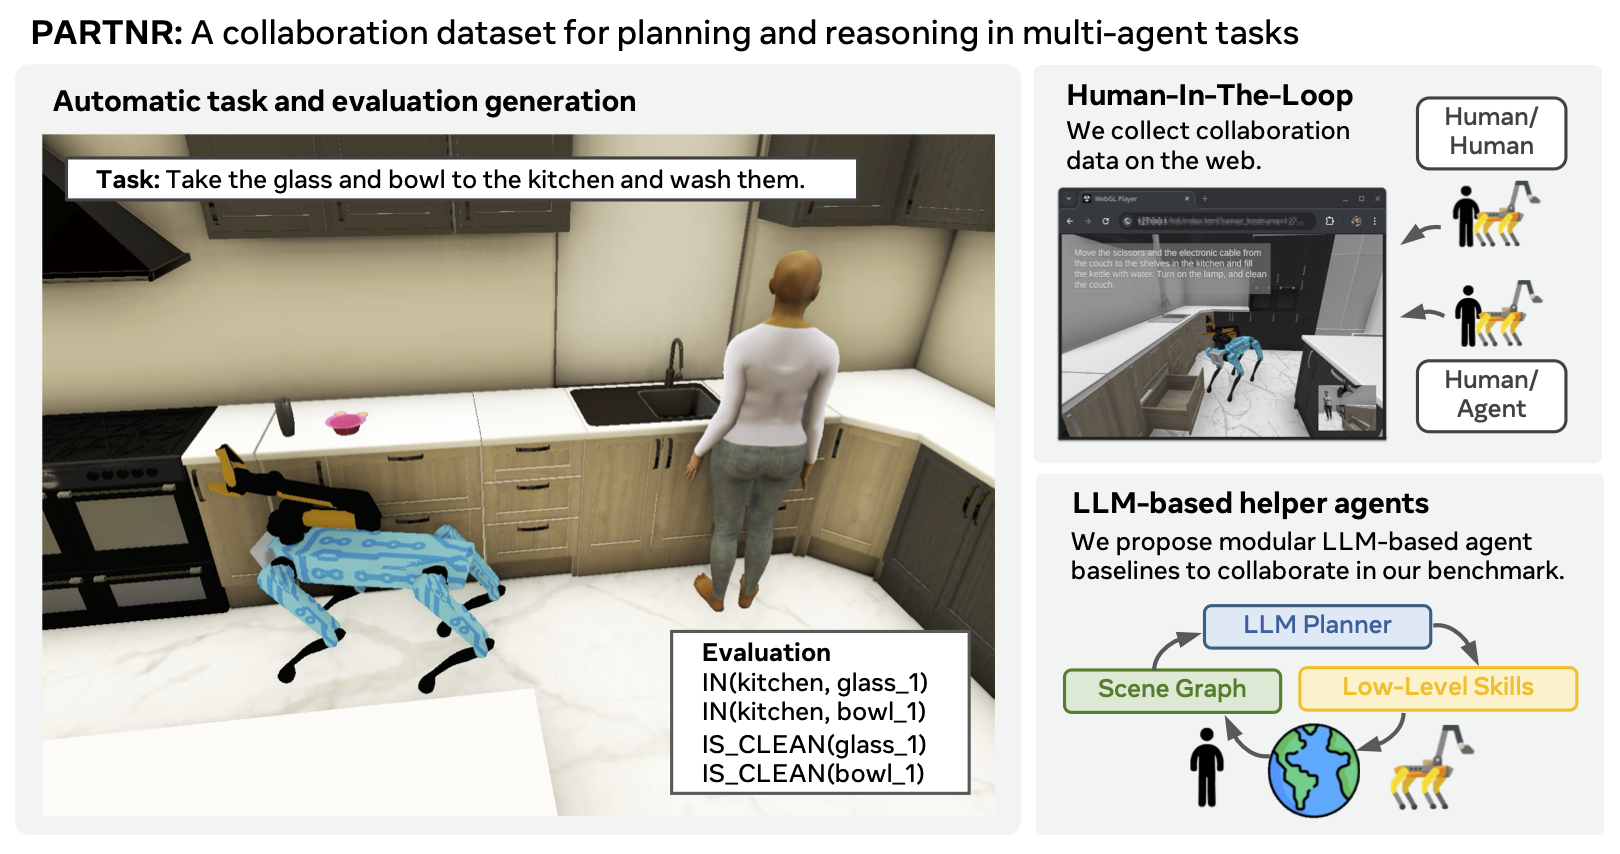 PARTNR: A collaboration dataset for planning and reasoning in multi-agent tasks
Automatic task and evaluation generation
Task: Take the glass and bowl to the kitchen and wash them.
Evaluation
IN(kitchen, glass_1)
IN(kitchen, bowl_1)
IS_CLEAN(glass_1)
IS_CLEAN(bowl_1)
Human-In-The-Loop
We collect collaboration
data on the web.
WebGL Player
Move the scissors and the electronic cable from
the couch to the shelves in the kitchen and fill
the kettle with water. Turn on the lamp, and clean
the couch.
Human/
Human
Human/
Agent
LLM-based helper agents
We propose modular LLM-based agent
baselines to collaborate in our benchmark.
LLM Planner
Scene Graph
Low-Level Skills